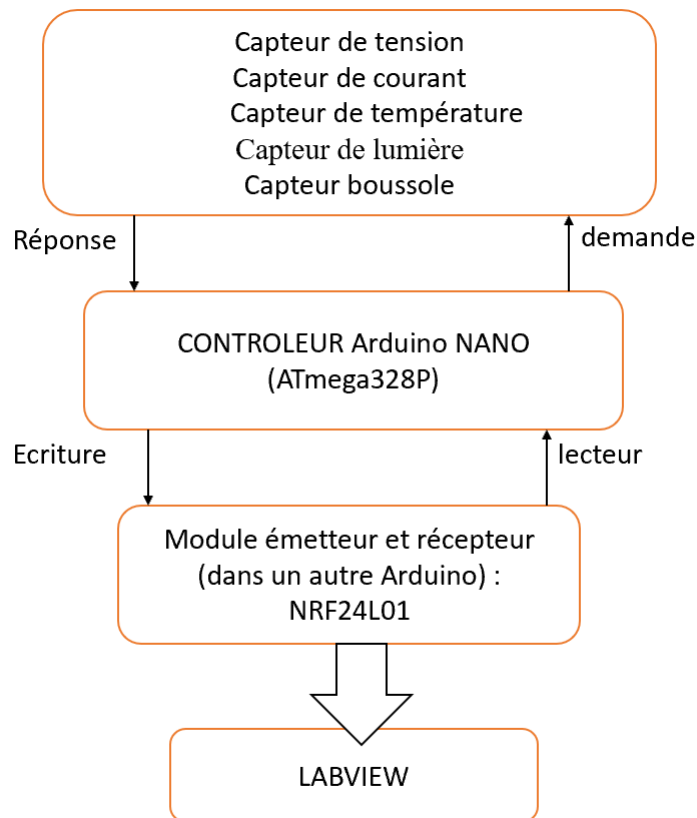 Capteur de tension
Capteur de courant
Capteur de température
Capteur de lumière
Capteur boussole
Réponse
demande
CONTROLEUR Arduino NANO
(ATmega328P)
Ecriture
lecteur
Module émetteur et récepteur
(dans un autre Arduino) :
NRF24L01
LABVIEW